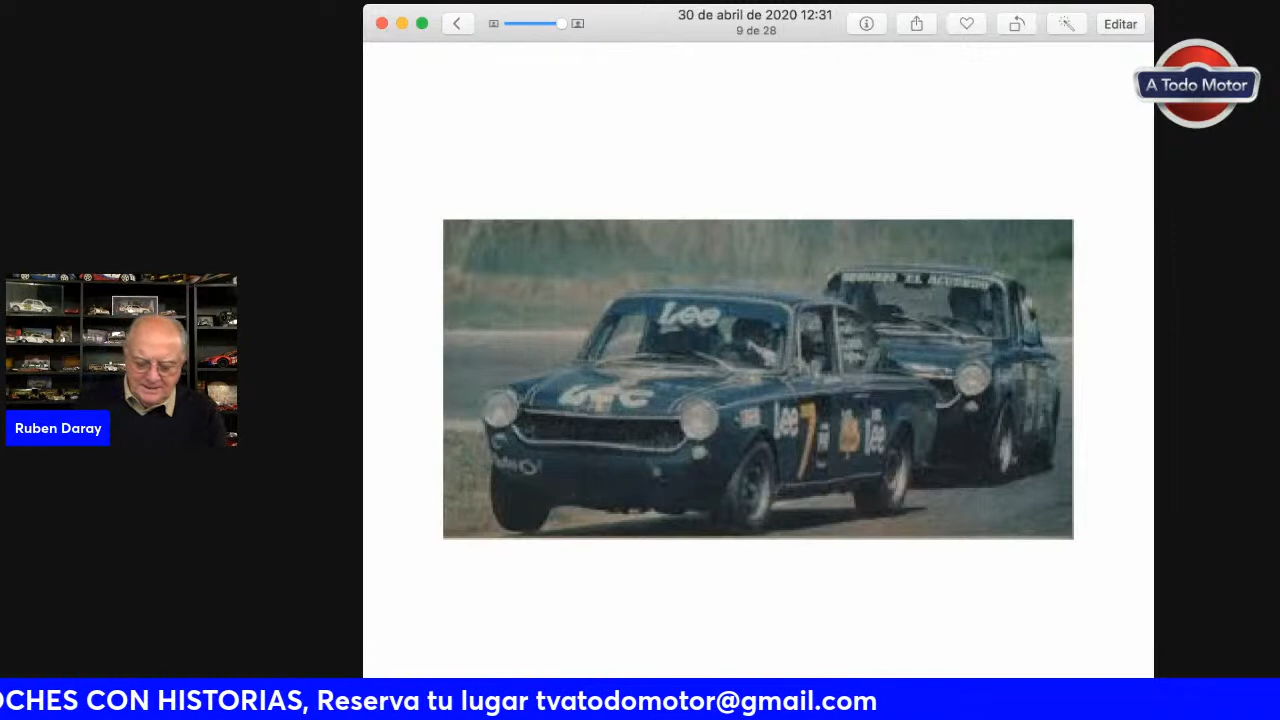 30 de abril de 2020 12:31
9 de 28
Editar
A Todo Motor
Lee
Lee
7
Lee
Ruben Daray
OCHES CON HISTORIAS, Reserva tu lugar tvatodomotor@gmail.com